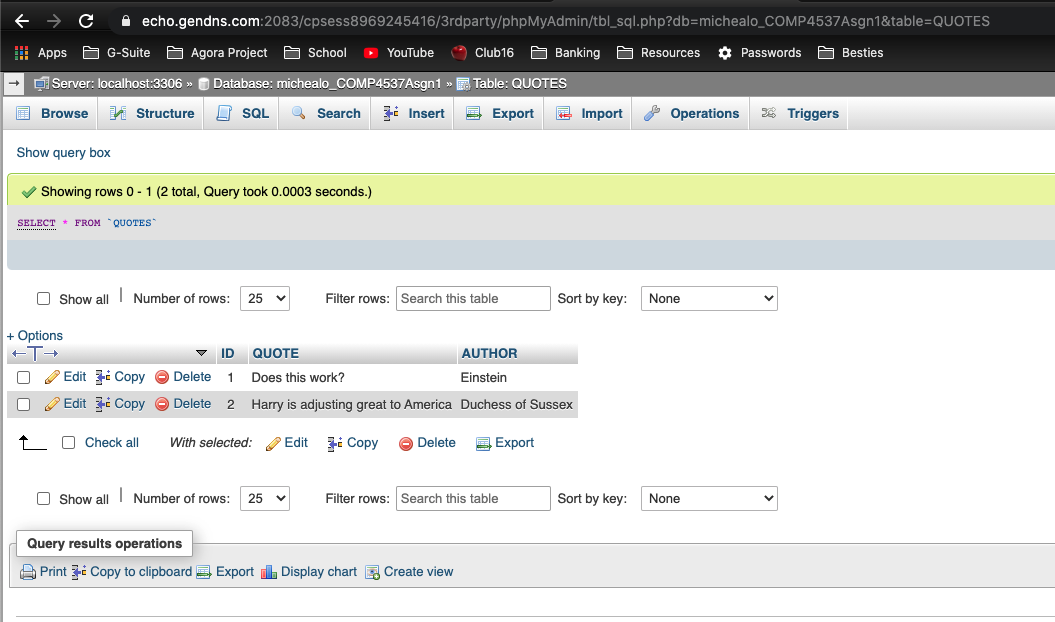 echo.gendns.com:2083/cpsess8969245416/3rdparty/phpMyAdmin/tbl_sql.php?db=michealo_COMP4537Asgn1&table=QUOTES
Apps G-Suite Agora Project School YouTube Club16 Banking Resources Passwords Besties
Server: localhost:3306 » Database: michealo_COMP4537Asgn1 » Table: QUOTES
Browse Structure SQL Search Insert Export Import Operations Triggers
Show query box
Showing rows 0 - 1 (2 total, Query took 0.0003 seconds.)
SELECT * FROM `QUOTES`
Show all Number of rows: 25 Filter rows: Search this table Sort by key: None
+ Options
←T→ ID QUOTE AUTHOR
Edit Copy Delete 1 Does this work? Einstein
Edit Copy Delete 2 Harry is adjusting great to America Duchess of Sussex
Check all With selected: Edit Copy Delete Export
Show all Number of rows: 25 Filter rows: Search this table Sort by key: None
Query results operations
Print Copy to clipboard Export Display chart Create view